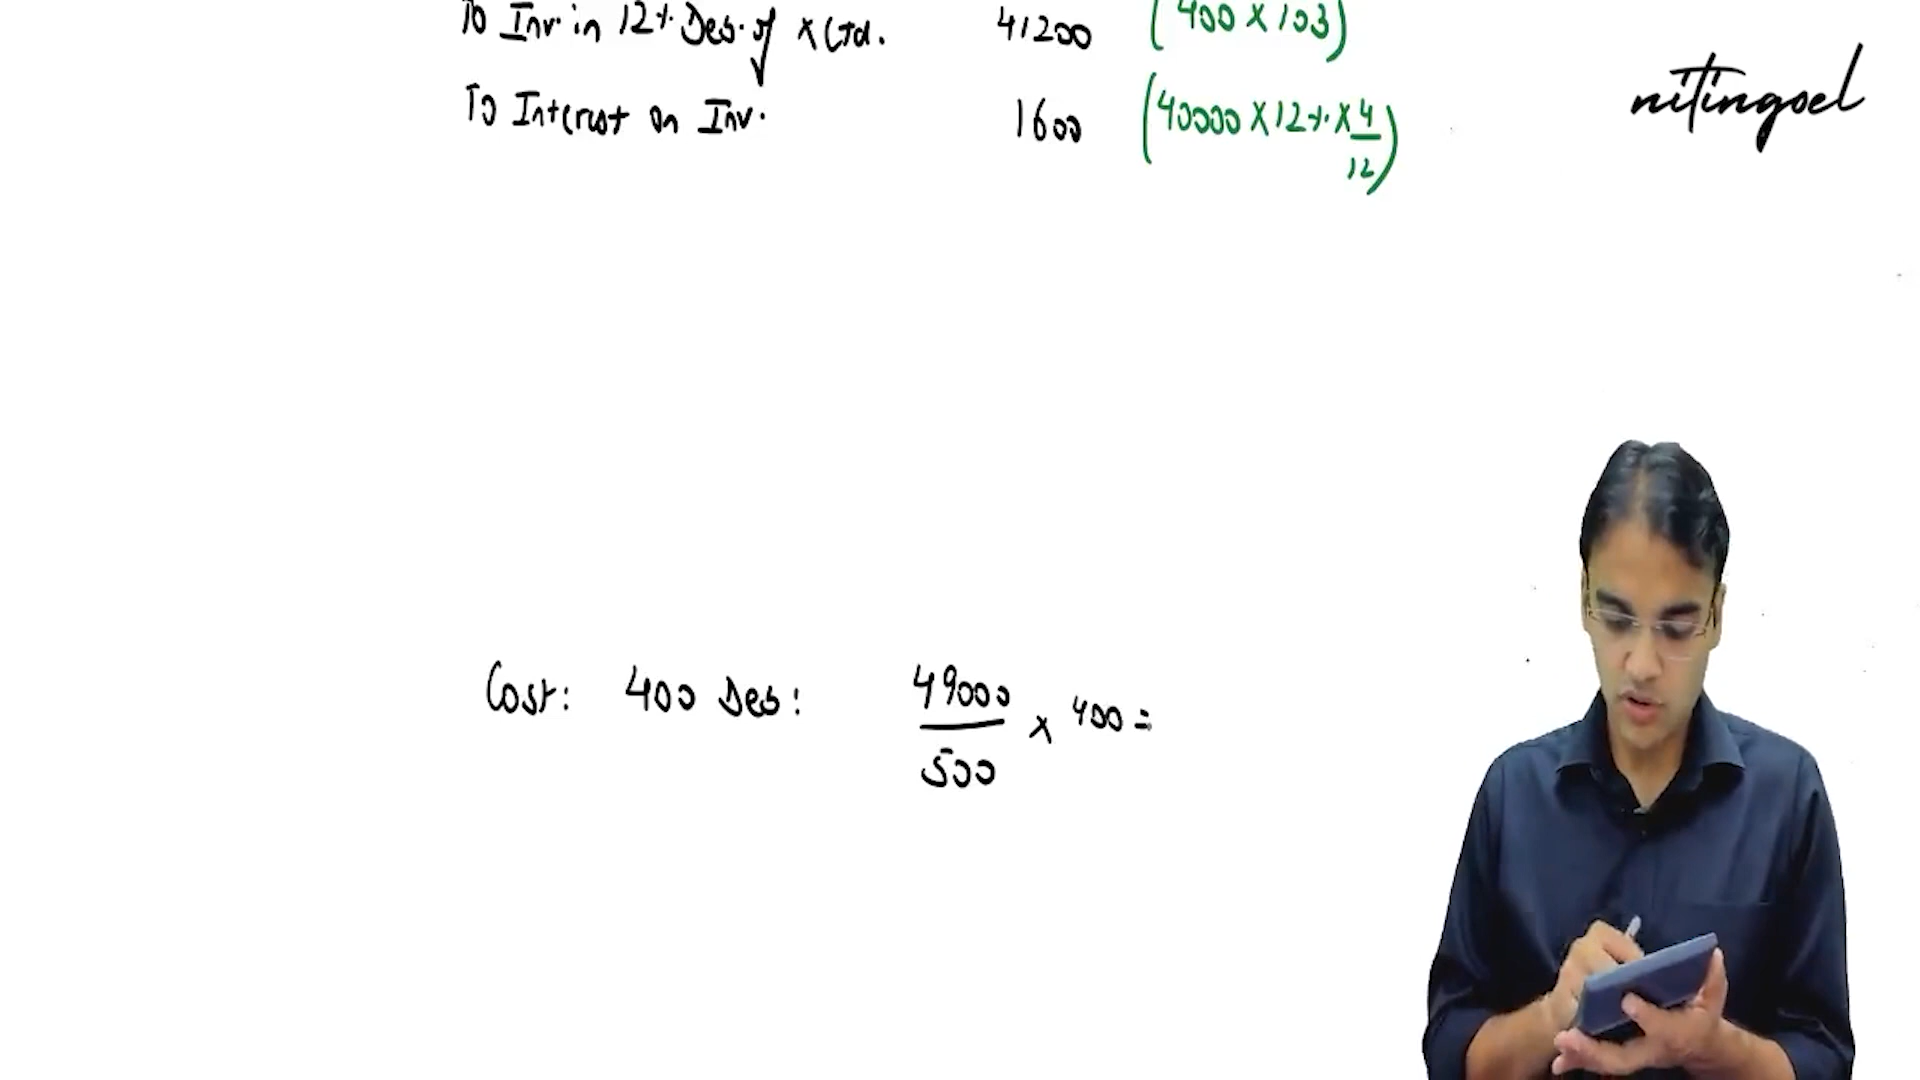 To Inv. in 12% Deb. of X Ltd. 41200 (400 x 103)
To Interest on Inv. 1600 (40000 x 12% x 4/12)
nitingoel
Cost: 400 Deb: 49000/500 x 400 =